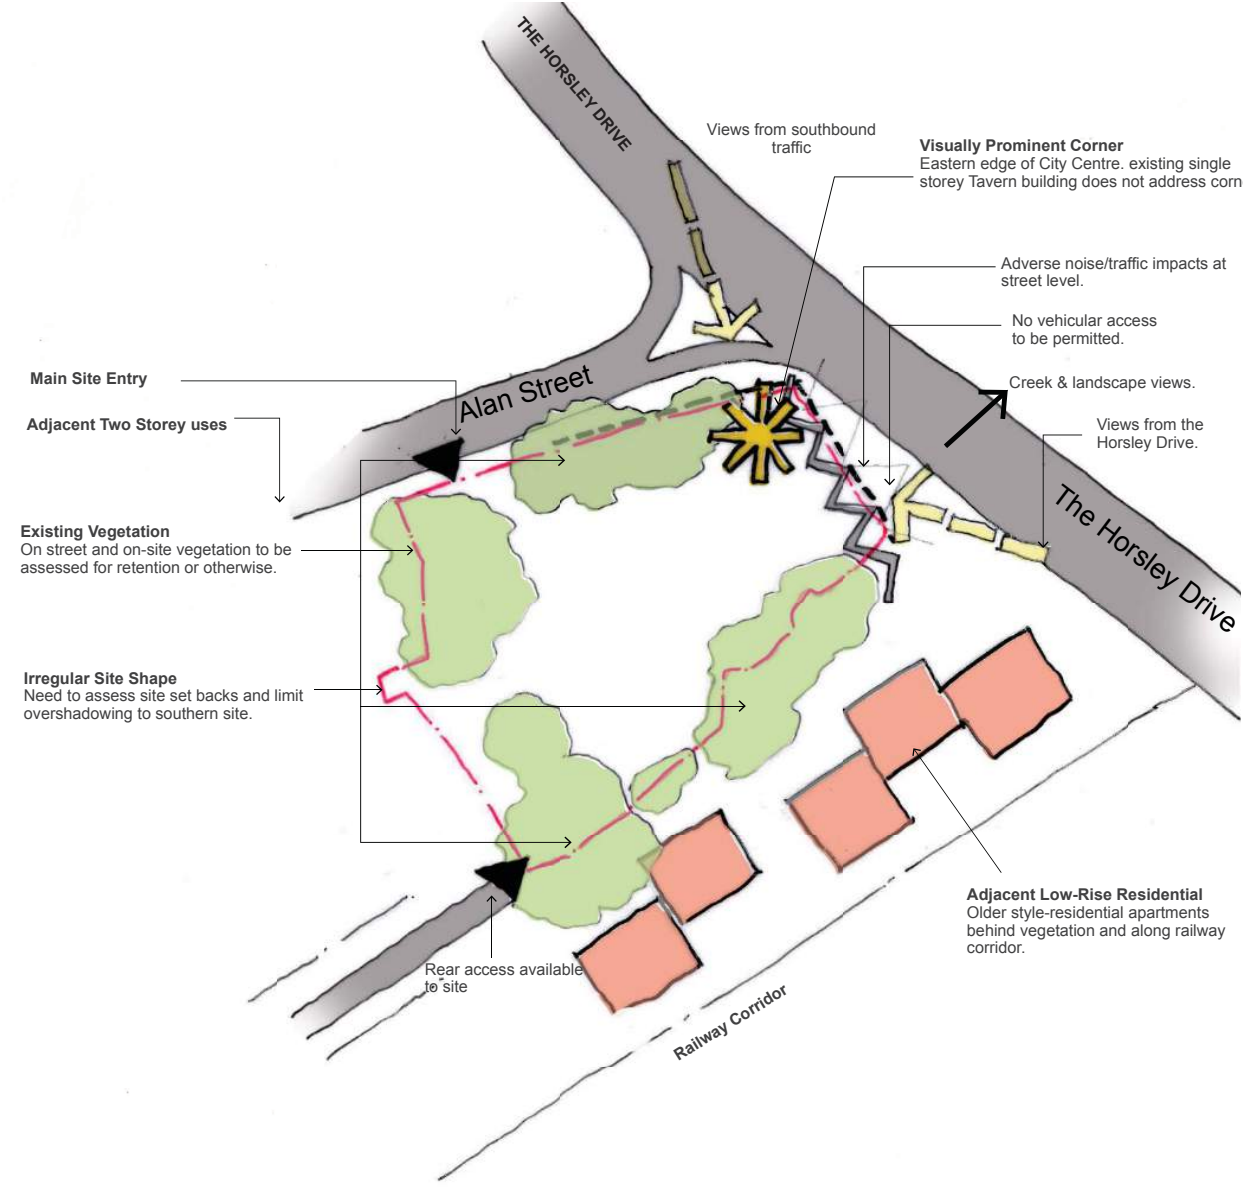 THE HORSLEY DRIVE
Views from southbound
traffic
Visually Prominent Corner
Eastern edge of City Centre. existing single
storey Tavern building does not address corn
Adverse noise/traffic impacts at
street level.
No vehicular access
to be permitted.
Creek & landscape views.
Views from the
Horsley Drive.
The Horsley Drive
Main Site Entry
Alan Street
Adjacent Two Storey uses
Existing Vegetation
On street and on-site vegetation to be
assessed for retention or otherwise.
Irregular Site Shape
Need to assess site set backs and limit
overshadowing to southern site.
Adjacent Low-Rise Residential
Older style-residential apartments
behind vegetation and along railway
corridor.
Rear access available
to site
Railway Corridor